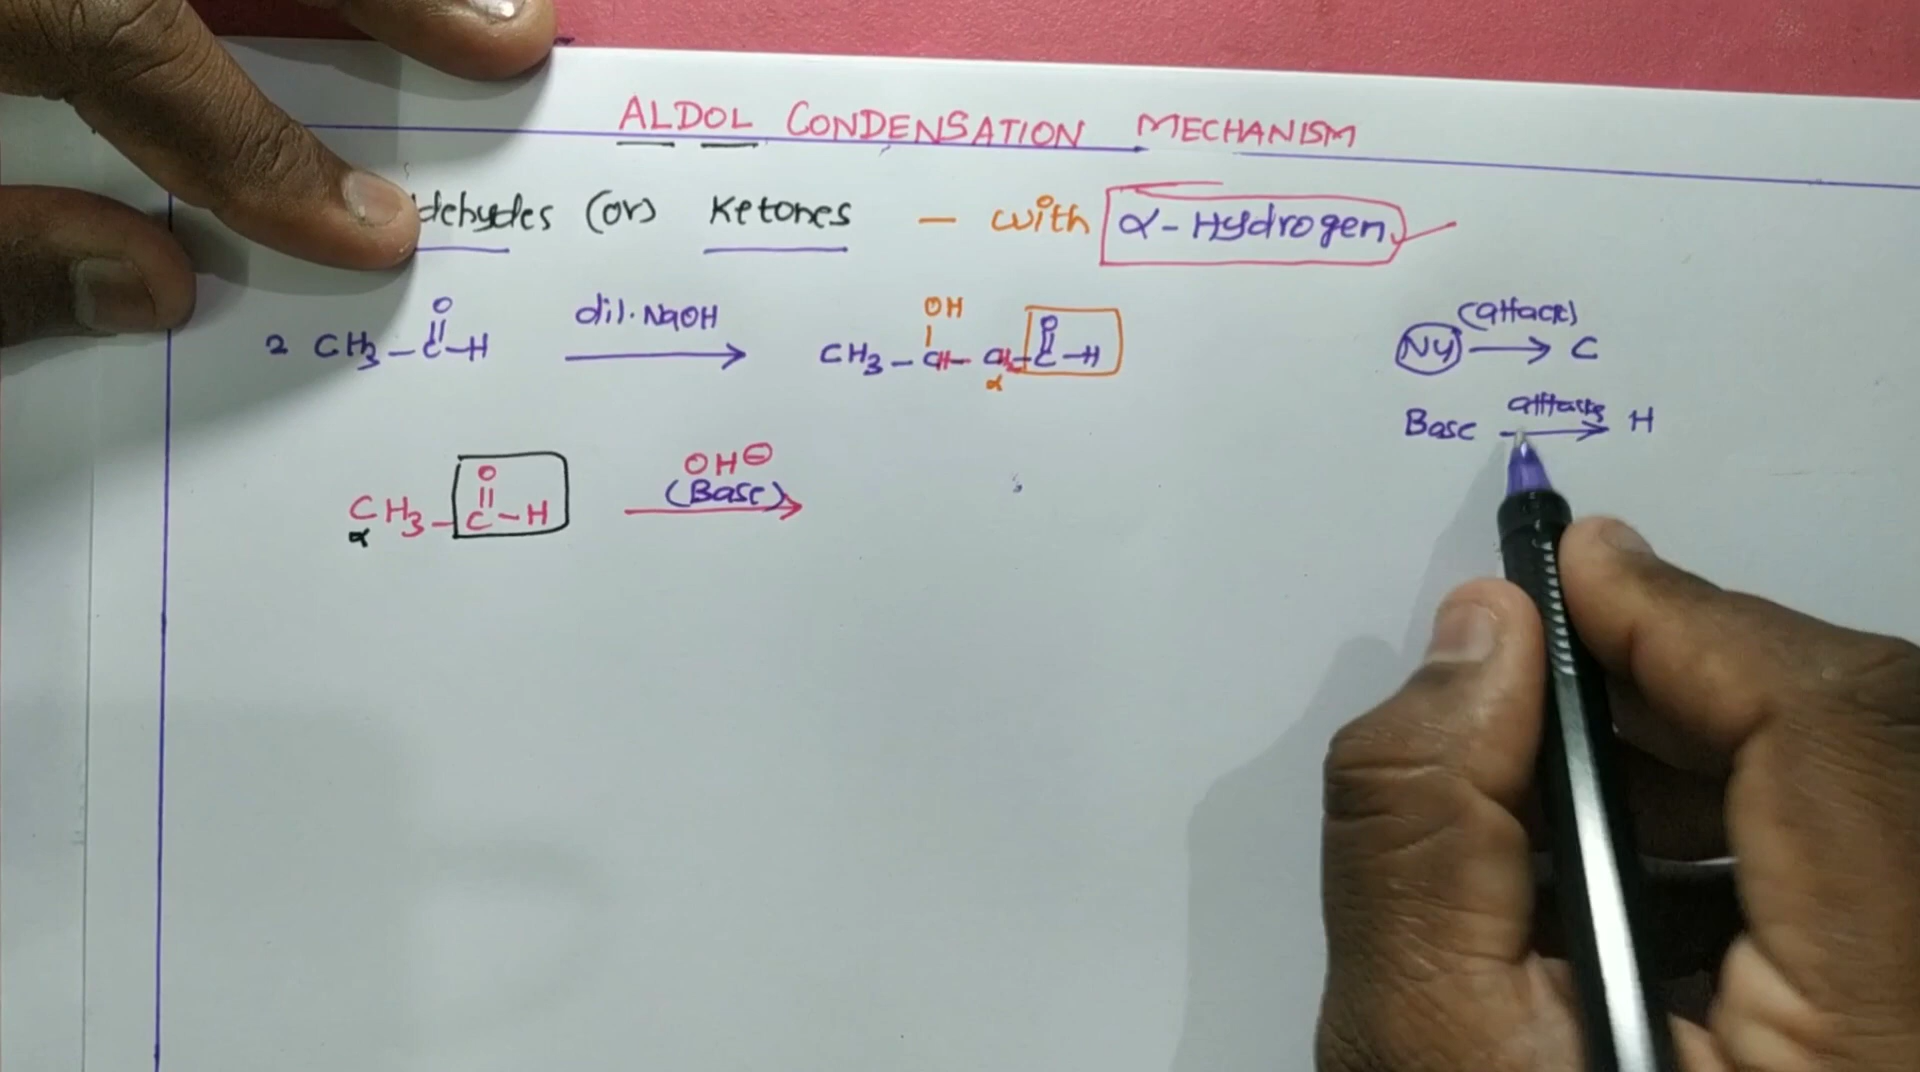 ALDOL CONDENSATION MECHANISM
ldehydes (or) Ketones — with α-Hydrogen
2 CH3-C(=O)-H dil. NaOH → CH3-CH(OH)-CH2-C(=O)-H
α
(attack)
Nu → C
Base attacks → H
CH3-C(=O)-H OH⊖ (Base) →
α